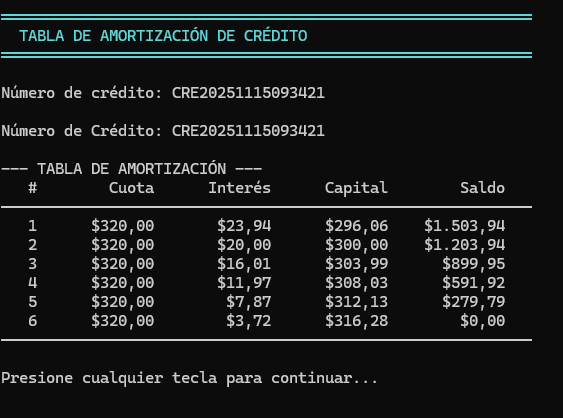 TABLA DE AMORTIZACIÓN DE CRÉDITO
Número de crédito: CRE20251115093421
Número de Crédito: CRE20251115093421
--- TABLA DE AMORTIZACIÓN ---
# Cuota Interés Capital Saldo
1 $320,00 $23,94 $296,06 $1.503,94
2 $320,00 $20,00 $300,00 $1.203,94
3 $320,00 $16,01 $303,99 $899,95
4 $320,00 $11,97 $308,03 $591,92
5 $320,00 $7,87 $312,13 $279,79
6 $320,00 $3,72 $316,28 $0,00
Presione cualquier tecla para continuar...